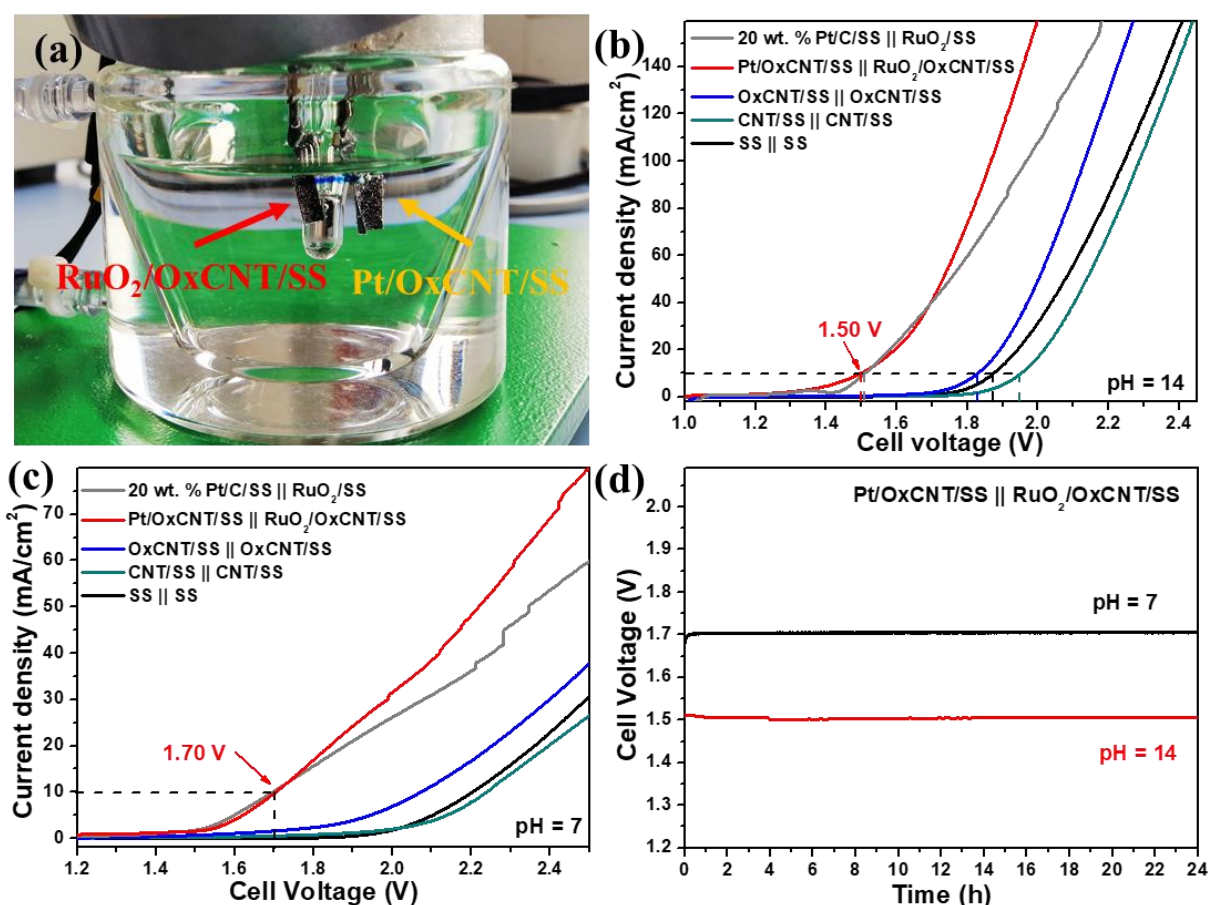 (a)
RuO₂/OxCNT/SS
Pt/OxCNT/SS
(b)
20 wt. % Pt/C/SS || RuO₂/SS
Pt/OxCNT/SS || RuO₂/OxCNT/SS
OxCNT/SS || OxCNT/SS
CNT/SS || CNT/SS
SS || SS
Current density (mA/cm²)
140
120
100
80
60
40
20
0
1.50 V
pH = 14
1.0 1.2 1.4 1.6 1.8 2.0 2.2 2.4
Cell voltage (V)
(c)
20 wt. % Pt/C/SS || RuO₂/SS
Pt/OxCNT/SS || RuO₂/OxCNT/SS
OxCNT/SS || OxCNT/SS
CNT/SS || CNT/SS
SS || SS
Current density (mA/cm²)
70
60
50
40
30
20
10
0
1.70 V
pH = 7
1.2 1.4 1.6 1.8 2.0 2.2 2.4
Cell Voltage (V)
(d)
Pt/OxCNT/SS || RuO₂/OxCNT/SS
Cell Voltage (V)
2.0
1.9
1.8
1.7
1.6
1.5
1.4
1.3
1.2
pH = 7
pH = 14
0 2 4 6 8 10 12 14 16 18 20 22 24
Time (h)